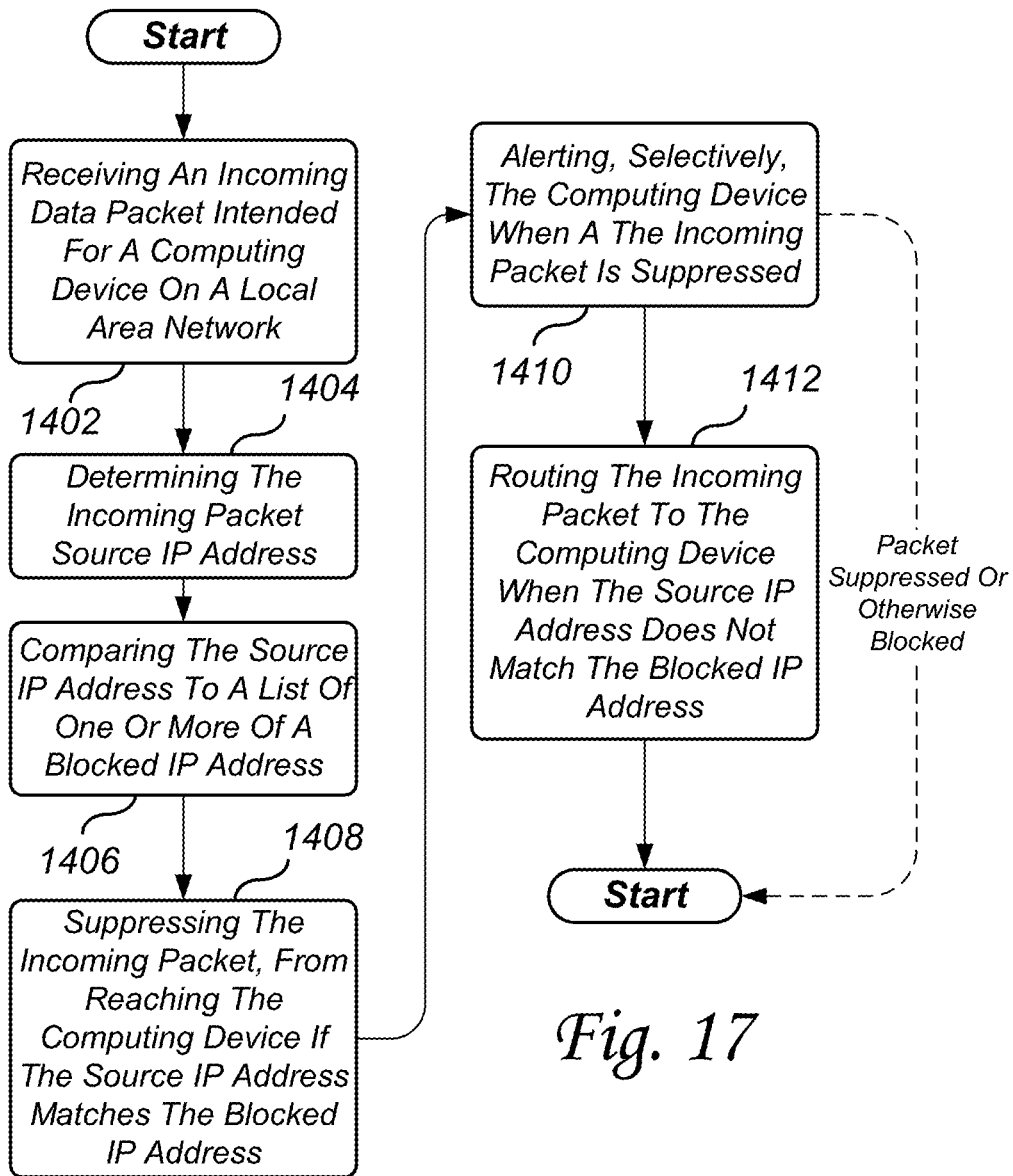 Start
Receiving An Incoming
Data Packet Intended
For A Computing
Device On A Local
Area Network
1402
1404
Determining The
Incoming Packet
Source IP Address
Comparing The Source
IP Address To A List Of
One Or More Of A
Blocked IP Address
1406
1408
Suppressing The
Incoming Packet, From
Reaching The
Computing Device If
The Source IP Address
Matches The Blocked
IP Address
Alerting, Selectively,
The Computing Device
When A The Incoming
Packet Is Suppressed
1410
1412
Routing The Incoming
Packet To The
Computing Device
When The Source IP
Address Does Not
Match The Blocked IP
Address
Packet
Suppressed Or
Otherwise
Blocked
Start
Fig. 17